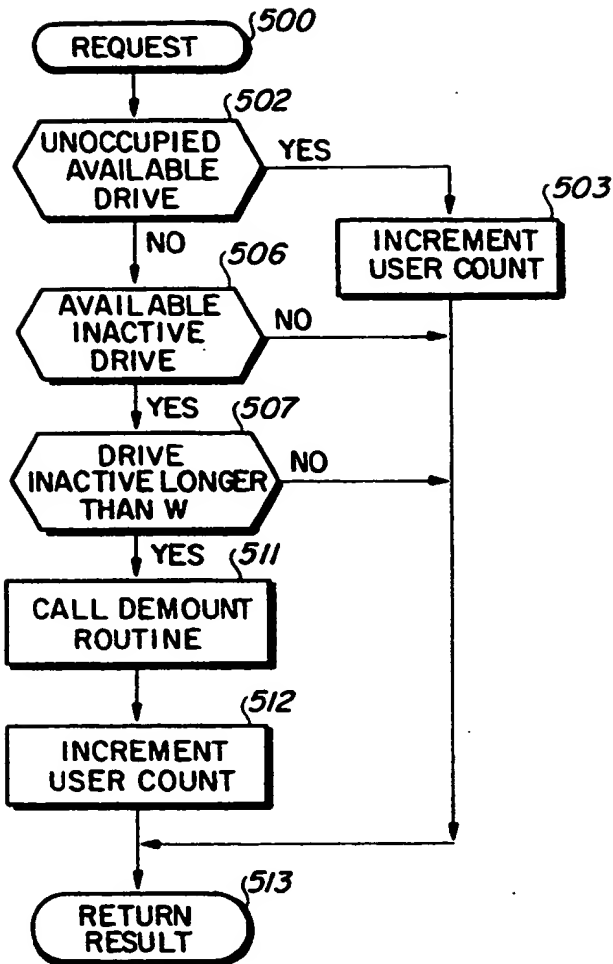 500
REQUEST
502
UNOCCUPIED
AVAILABLE
DRIVE
YES
503
INCREMENT
USER COUNT
NO
506
AVAILABLE
INACTIVE
DRIVE
NO
YES
507
DRIVE
INACTIVE LONGER
THAN W
NO
YES
511
CALL DEMOUNT
ROUTINE
512
INCREMENT
USER COUNT
513
RETURN
RESULT